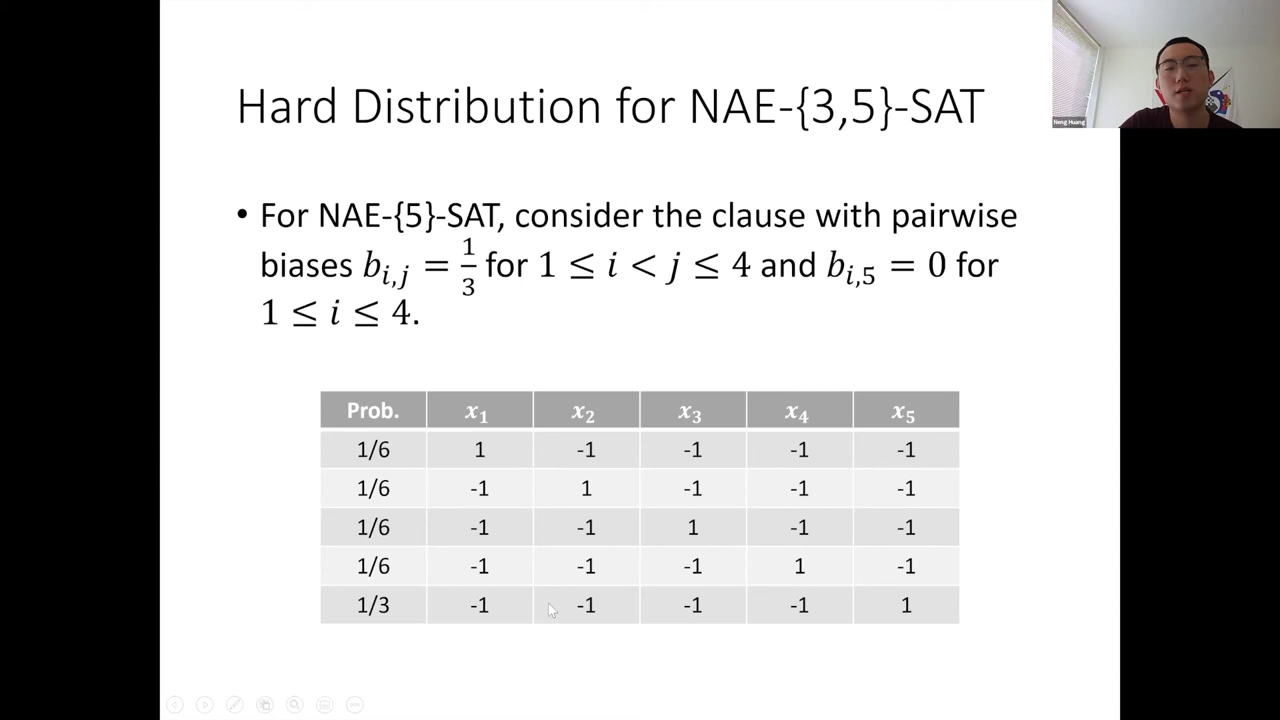 Hard Distribution for NAE-{3,5}-SAT
• For NAE-{5}-SAT, consider the clause with pairwise
biases b_{i,j} = 1/3 for 1 ≤ i < j ≤ 4 and b_{i,5} = 0 for
1 ≤ i ≤ 4.
Prob. x_1 x_2 x_3 x_4 x_5
1/6 1 -1 -1 -1 -1
1/6 -1 1 -1 -1 -1
1/6 -1 -1 1 -1 -1
1/6 -1 -1 -1 1 -1
1/3 -1 -1 -1 -1 1
Neng Huang